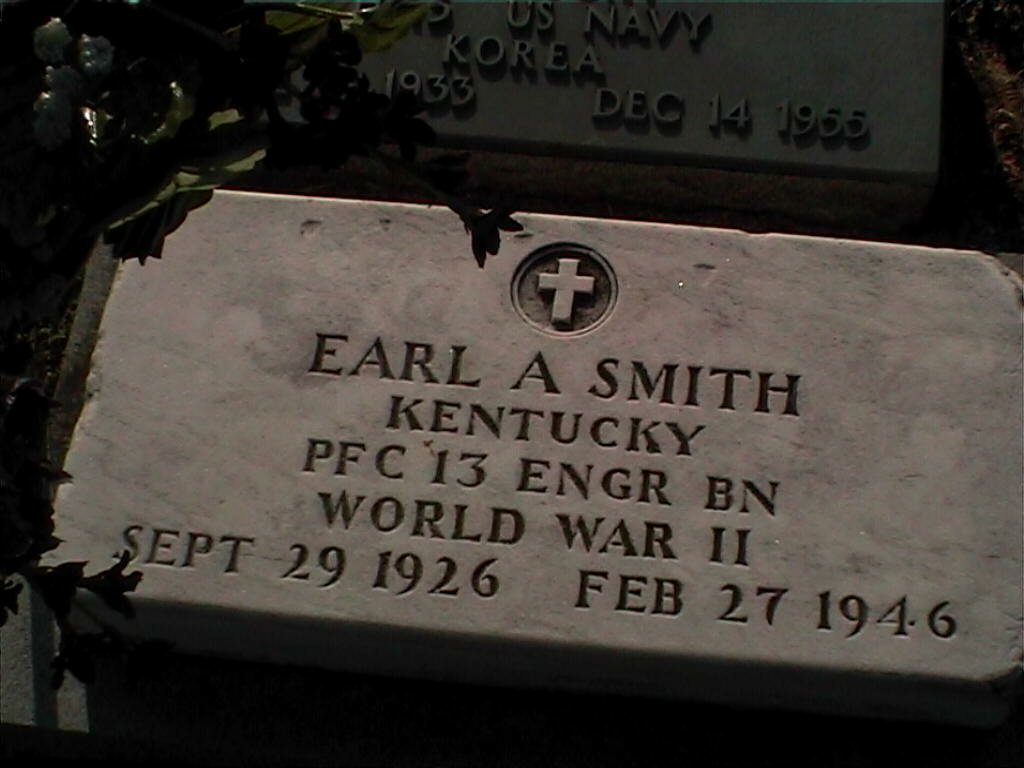 US NAVY
KOREA
1933 DEC 14 1955
EARL A SMITH
KENTUCKY
PFC 13 ENGR BN
WORLD WAR II
SEPT 29 1926 FEB 27 1946